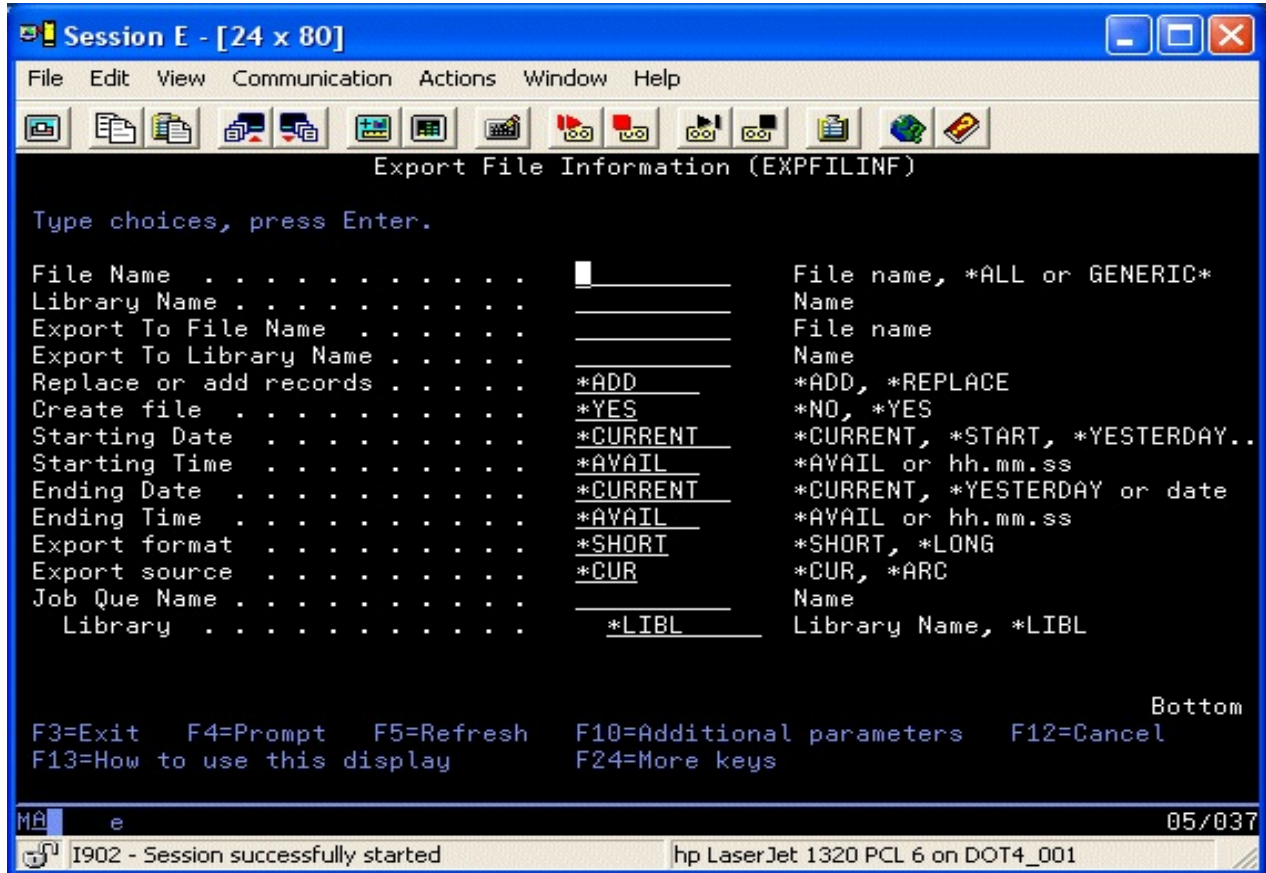 Session E - [24 x 80]
File Edit View Communication Actions Window Help
Export File Information (EXPFILINF)
Type choices, press Enter.
File Name . . . . . . . . . . . File name, *ALL or GENERIC*
Library Name . . . . . . . . . . Name
Export To File Name . . . . . . File name
Export To Library Name . . . . . Name
Replace or add records . . . . . *ADD *ADD, *REPLACE
Create file . . . . . . . . . . *YES *NO, *YES
Starting Date . . . . . . . . . *CURRENT *CURRENT, *START, *YESTERDAY..
Starting Time . . . . . . . . . *AVAIL *AVAIL or hh.mm.ss
Ending Date . . . . . . . . . . *CURRENT *CURRENT, *YESTERDAY or date
Ending Time . . . . . . . . . . *AVAIL *AVAIL or hh.mm.ss
Export format . . . . . . . . . *SHORT *SHORT, *LONG
Export source . . . . . . . . . *CUR *CUR, *ARC
Job Que Name . . . . . . . . . . Name
Library . . . . . . . . . . . *LIBL Library Name, *LIBL
Bottom
F3=Exit F4=Prompt F5=Refresh F10=Additional parameters F12=Cancel
F13=How to use this display F24=More keys
MA e 05/037
I902 - Session successfully started hp LaserJet 1320 PCL 6 on DOT4_001